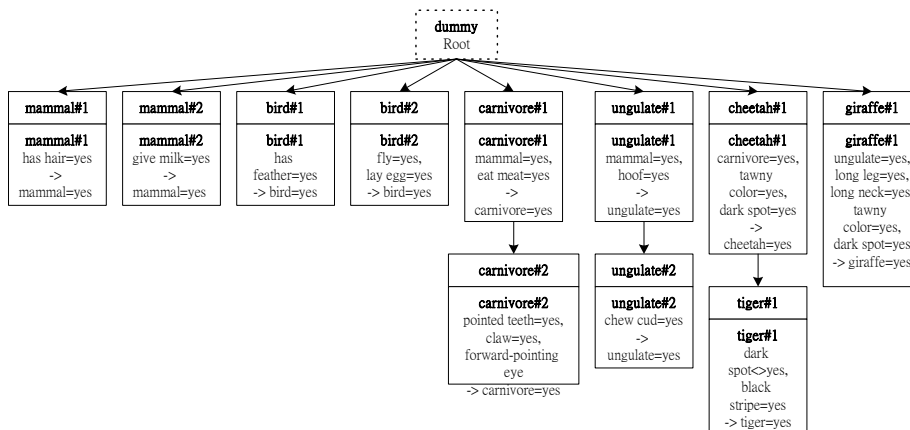 dummy
Root
mammal#1
mammal#1
has hair=yes
->
mammal=yes
mammal#2
mammal#2
give milk=yes
->
mammal=yes
bird#1
bird#1
has
feather=yes
-> bird=yes
bird#2
bird#2
fly=yes,
lay egg=yes
-> bird=yes
carnivore#1
carnivore#1
mammal=yes,
eat meat=yes
->
carnivore=yes
ungulate#1
ungulate#1
mammal=yes,
hoof=yes
->
ungulate=yes
cheetah#1
cheetah#1
carnivore=yes,
tawny
color=yes,
dark spot=yes
->
cheetah=yes
giraffe#1
giraffe#1
ungulate=yes,
long leg=yes,
long neck=yes
tawny
color=yes,
dark spot=yes
-> giraffe=yes
carnivore#2
carnivore#2
pointed teeth=yes,
claw=yes,
forward-pointing
eye
-> carnivore=yes
ungulate#2
ungulate#2
chew cud=yes
->
ungulate=yes
tiger#1
tiger#1
dark
spot<>yes,
black
stripe=yes
-> tiger=yes